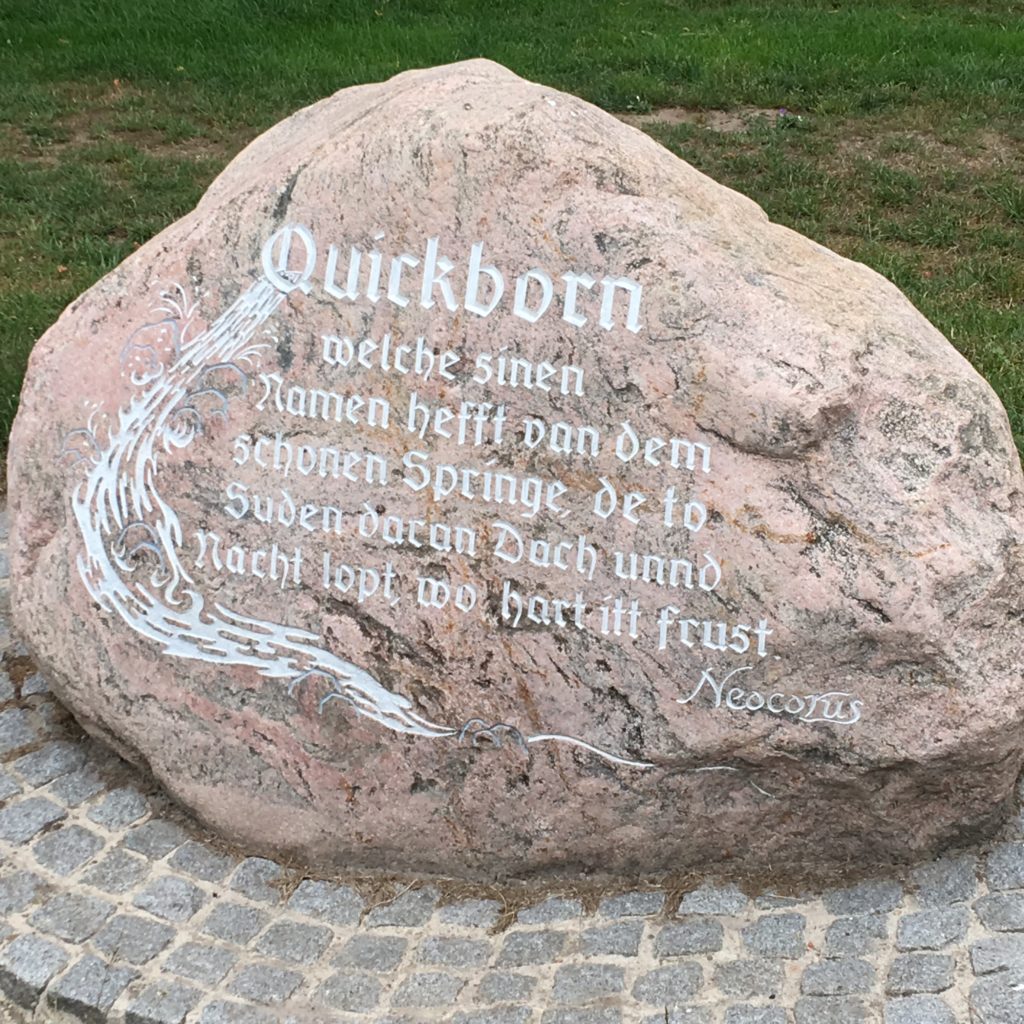 Quickborn
welche sinen
Namen hefft van dem
schonen Springe, de to
Suden daran Dach unnd
Nacht lopt, wo hart itt frust.
Neocorus